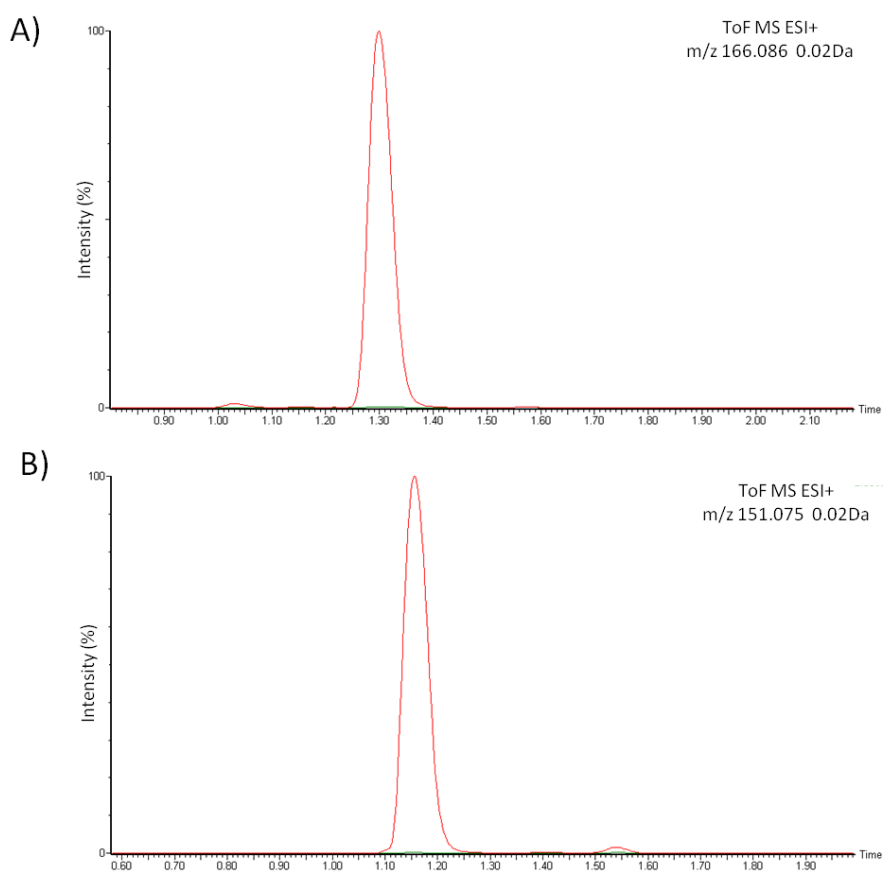 A)
ToF MS ESI+
m/z 166.086 0.02Da
100
Intensity (%)
0
0.90 1.00 1.10 1.20 1.30 1.40 1.50 1.60 1.70 1.80 1.90 2.00 2.10 Time
B)
ToF MS ESI+
m/z 151.075 0.02Da
100
Intensity (%)
0
0.60 0.70 0.80 0.90 1.00 1.10 1.20 1.30 1.40 1.50 1.60 1.70 1.80 1.90 Time